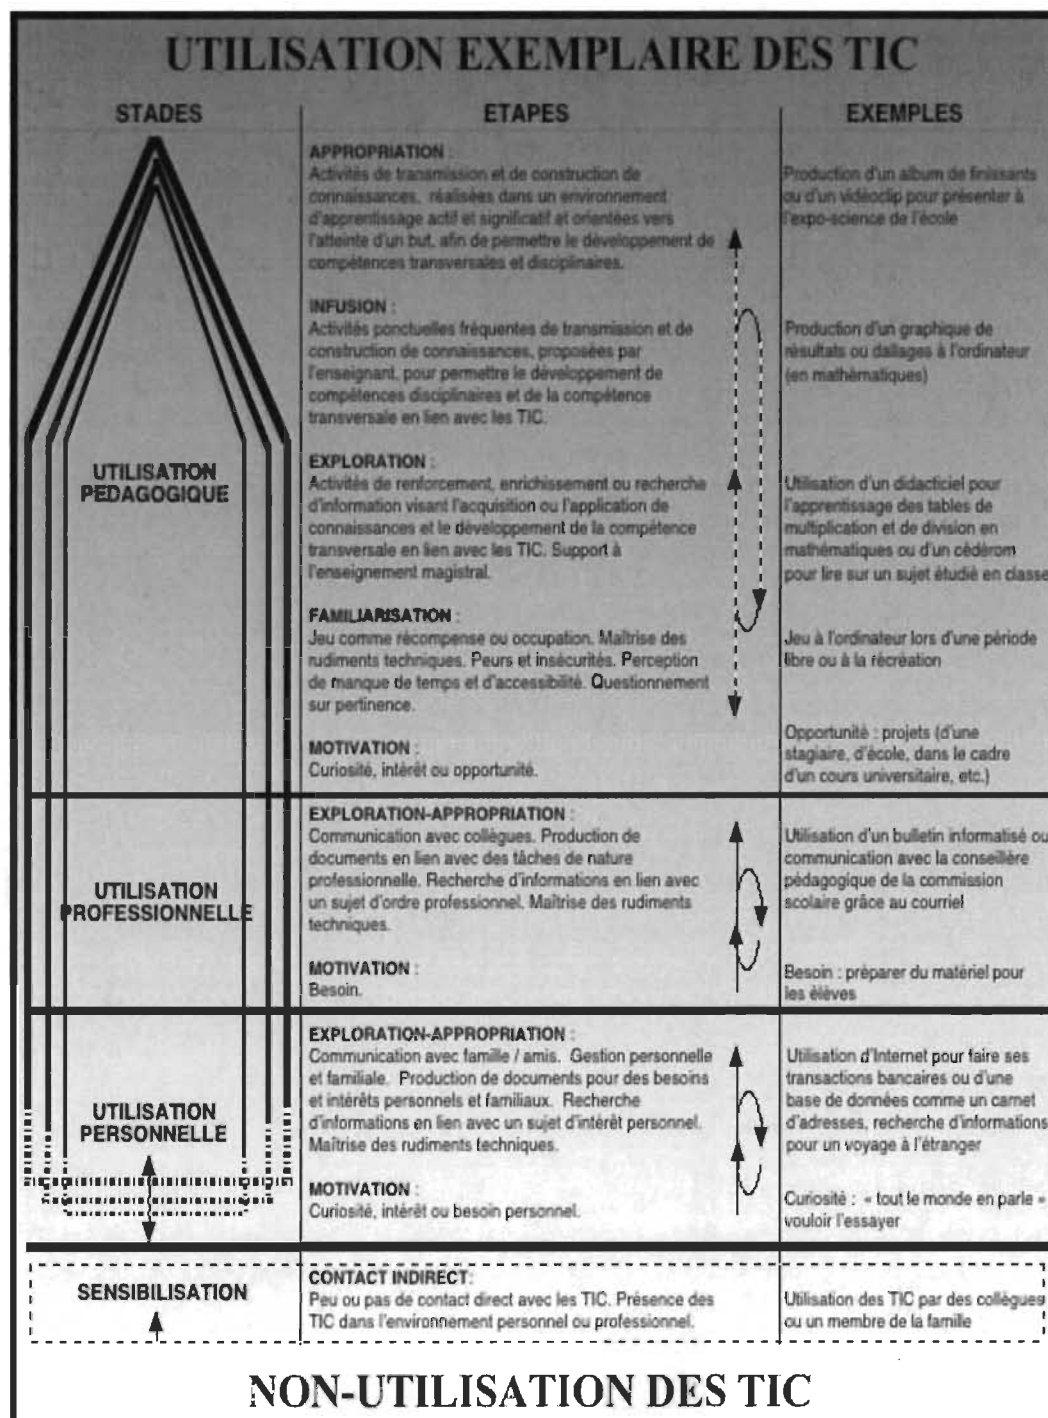 UTILISATION EXEMPLAIRE DES TIC
STADES
ETAPES
EXEMPLES
UTILISATION
PEDAGOGIQUE
APPROPRIATION :
Activités de transmission et de construction de
connaissances, réalisées dans un environnement
d'apprentissage actif et significatif et orientées vers
l'atteinte d'un but, afin de permettre le développement de
compétences transversales et disciplinaires.
Production d'un album de finissants
ou d'un vidéoclip pour présenter à
l'expo-science de l'école
INFUSION :
Activités ponctuelles fréquentes de transmission et de
construction de connaissances, proposées par
l'enseignant, pour permettre le développement de
compétences disciplinaires et de la compétence
transversale en lien avec les TIC.
Production d'un graphique de
résultats ou dallages à l'ordinateur
(en mathématiques)
EXPLORATION :
Activités de renforcement, enrichissement ou recherche
d'information visant l'acquisition ou l'application de
connaissances et le développement de la compétence
transversale en lien avec les TIC. Support à
l'enseignement magistral.
Utilisation d'un didacticiel pour
l'apprentissage des tables de
multiplication et de division en
mathématiques ou d'un cédérom
pour lire sur un sujet étudié en classe
FAMILIARISATION :
Jeu comme récompense ou occupation. Maîtrise des
rudiments techniques. Peurs et insécurités. Perception
de manque de temps et d'accessibilité. Questionnement
sur pertinence.
Jeu à l'ordinateur lors d'une période
libre ou à la récréation
MOTIVATION :
Curiosité, intérêt ou opportunité.
Opportunité : projets (d'une
stagiaire, d'école, dans le cadre
d'un cours universitaire, etc.)
UTILISATION
PROFESSIONNELLE
EXPLORATION-APPROPRIATION :
Communication avec collègues. Production de
documents en lien avec des tâches de nature
professionnelle. Recherche d'informations en lien avec
un sujet d'ordre professionnel. Maîtrise des rudiments
techniques.
Utilisation d'un bulletin informatisé ou
communication avec la conseillère
pédagogique de la commission
scolaire grâce au courriel
MOTIVATION :
Besoin.
Besoin : préparer du matériel pour
les élèves
UTILISATION
PERSONNELLE
EXPLORATION-APPROPRIATION :
Communication avec famille / amis. Gestion personnelle
et familiale. Production de documents pour des besoins
et intérêts personnels et familiaux. Recherche
d'informations en lien avec un sujet d'intérêt personnel.
Maîtrise des rudiments techniques.
Utilisation d'Internet pour faire ses
transactions bancaires ou d'une
base de données comme un carnet
d'adresses, recherche d'informations
pour un voyage à l'étranger
MOTIVATION :
Curiosité, intérêt ou besoin personnel.
Curiosité : « tout le monde en parle »
vouloir l'essayer
SENSIBILISATION
CONTACT INDIRECT:
Peu ou pas de contact direct avec les TIC. Présence des
TIC dans l'environnement personnel ou professionnel.
Utilisation des TIC par des collègues
ou un membre de la famille
NON-UTILISATION DES TIC